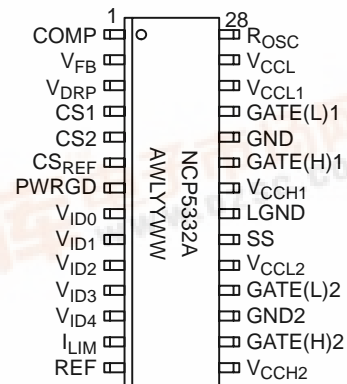 1 28
COMP ROSC
VFB VCCL
VDRP VCCL1
CS1 GATE(L)1
CS2 GND
CSREF GATE(H)1
PWRGD VCCH1
VID0 LGND
VID1 SS
VID2 VCCL2
VID3 GATE(L)2
VID4 GND2
ILIM GATE(H)2
REF VCCH2
NCP5332A
AWLYYWW